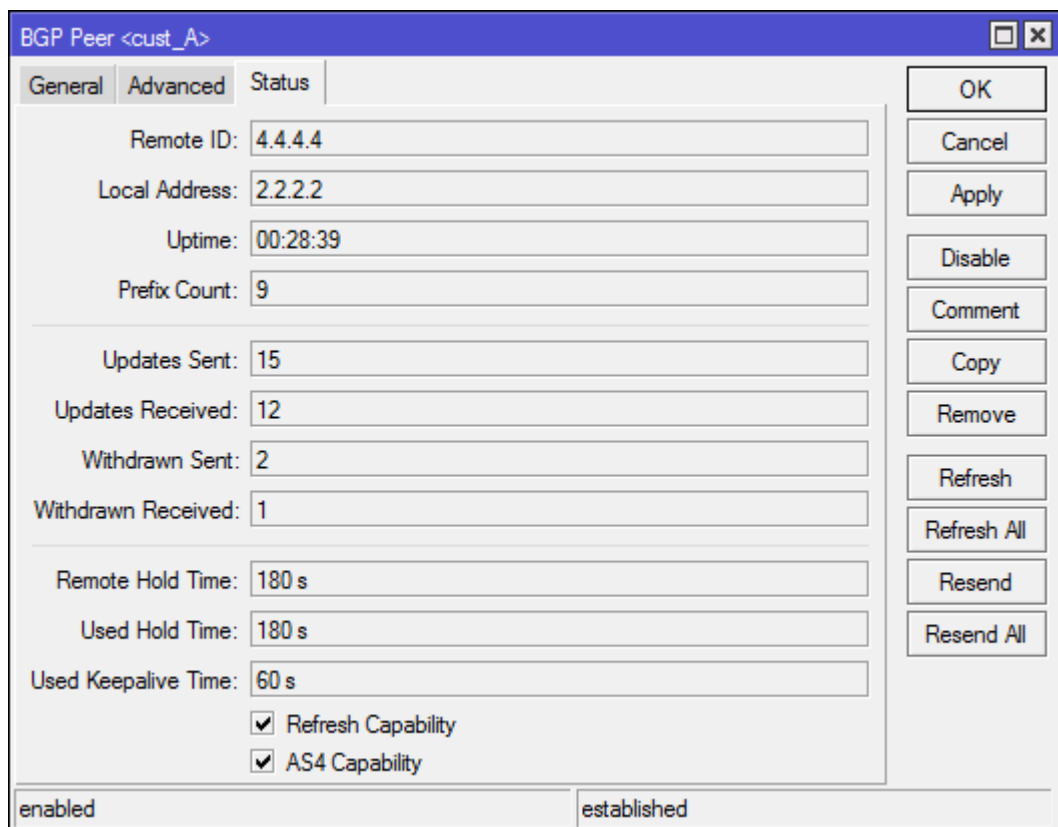 BGP Peer <cust_A>
General Advanced Status
Remote ID: 4.4.4.4
Local Address: 2.2.2.2
Uptime: 00:28:39
Prefix Count: 9
Updates Sent: 15
Updates Received: 12
Withdrawn Sent: 2
Withdrawn Received: 1
Remote Hold Time: 180 s
Used Hold Time: 180 s
Used Keepalive Time: 60 s
Refresh Capability
AS4 Capability
OK
Cancel
Apply
Disable
Comment
Copy
Remove
Refresh
Refresh All
Resend
Resend All
enabled established